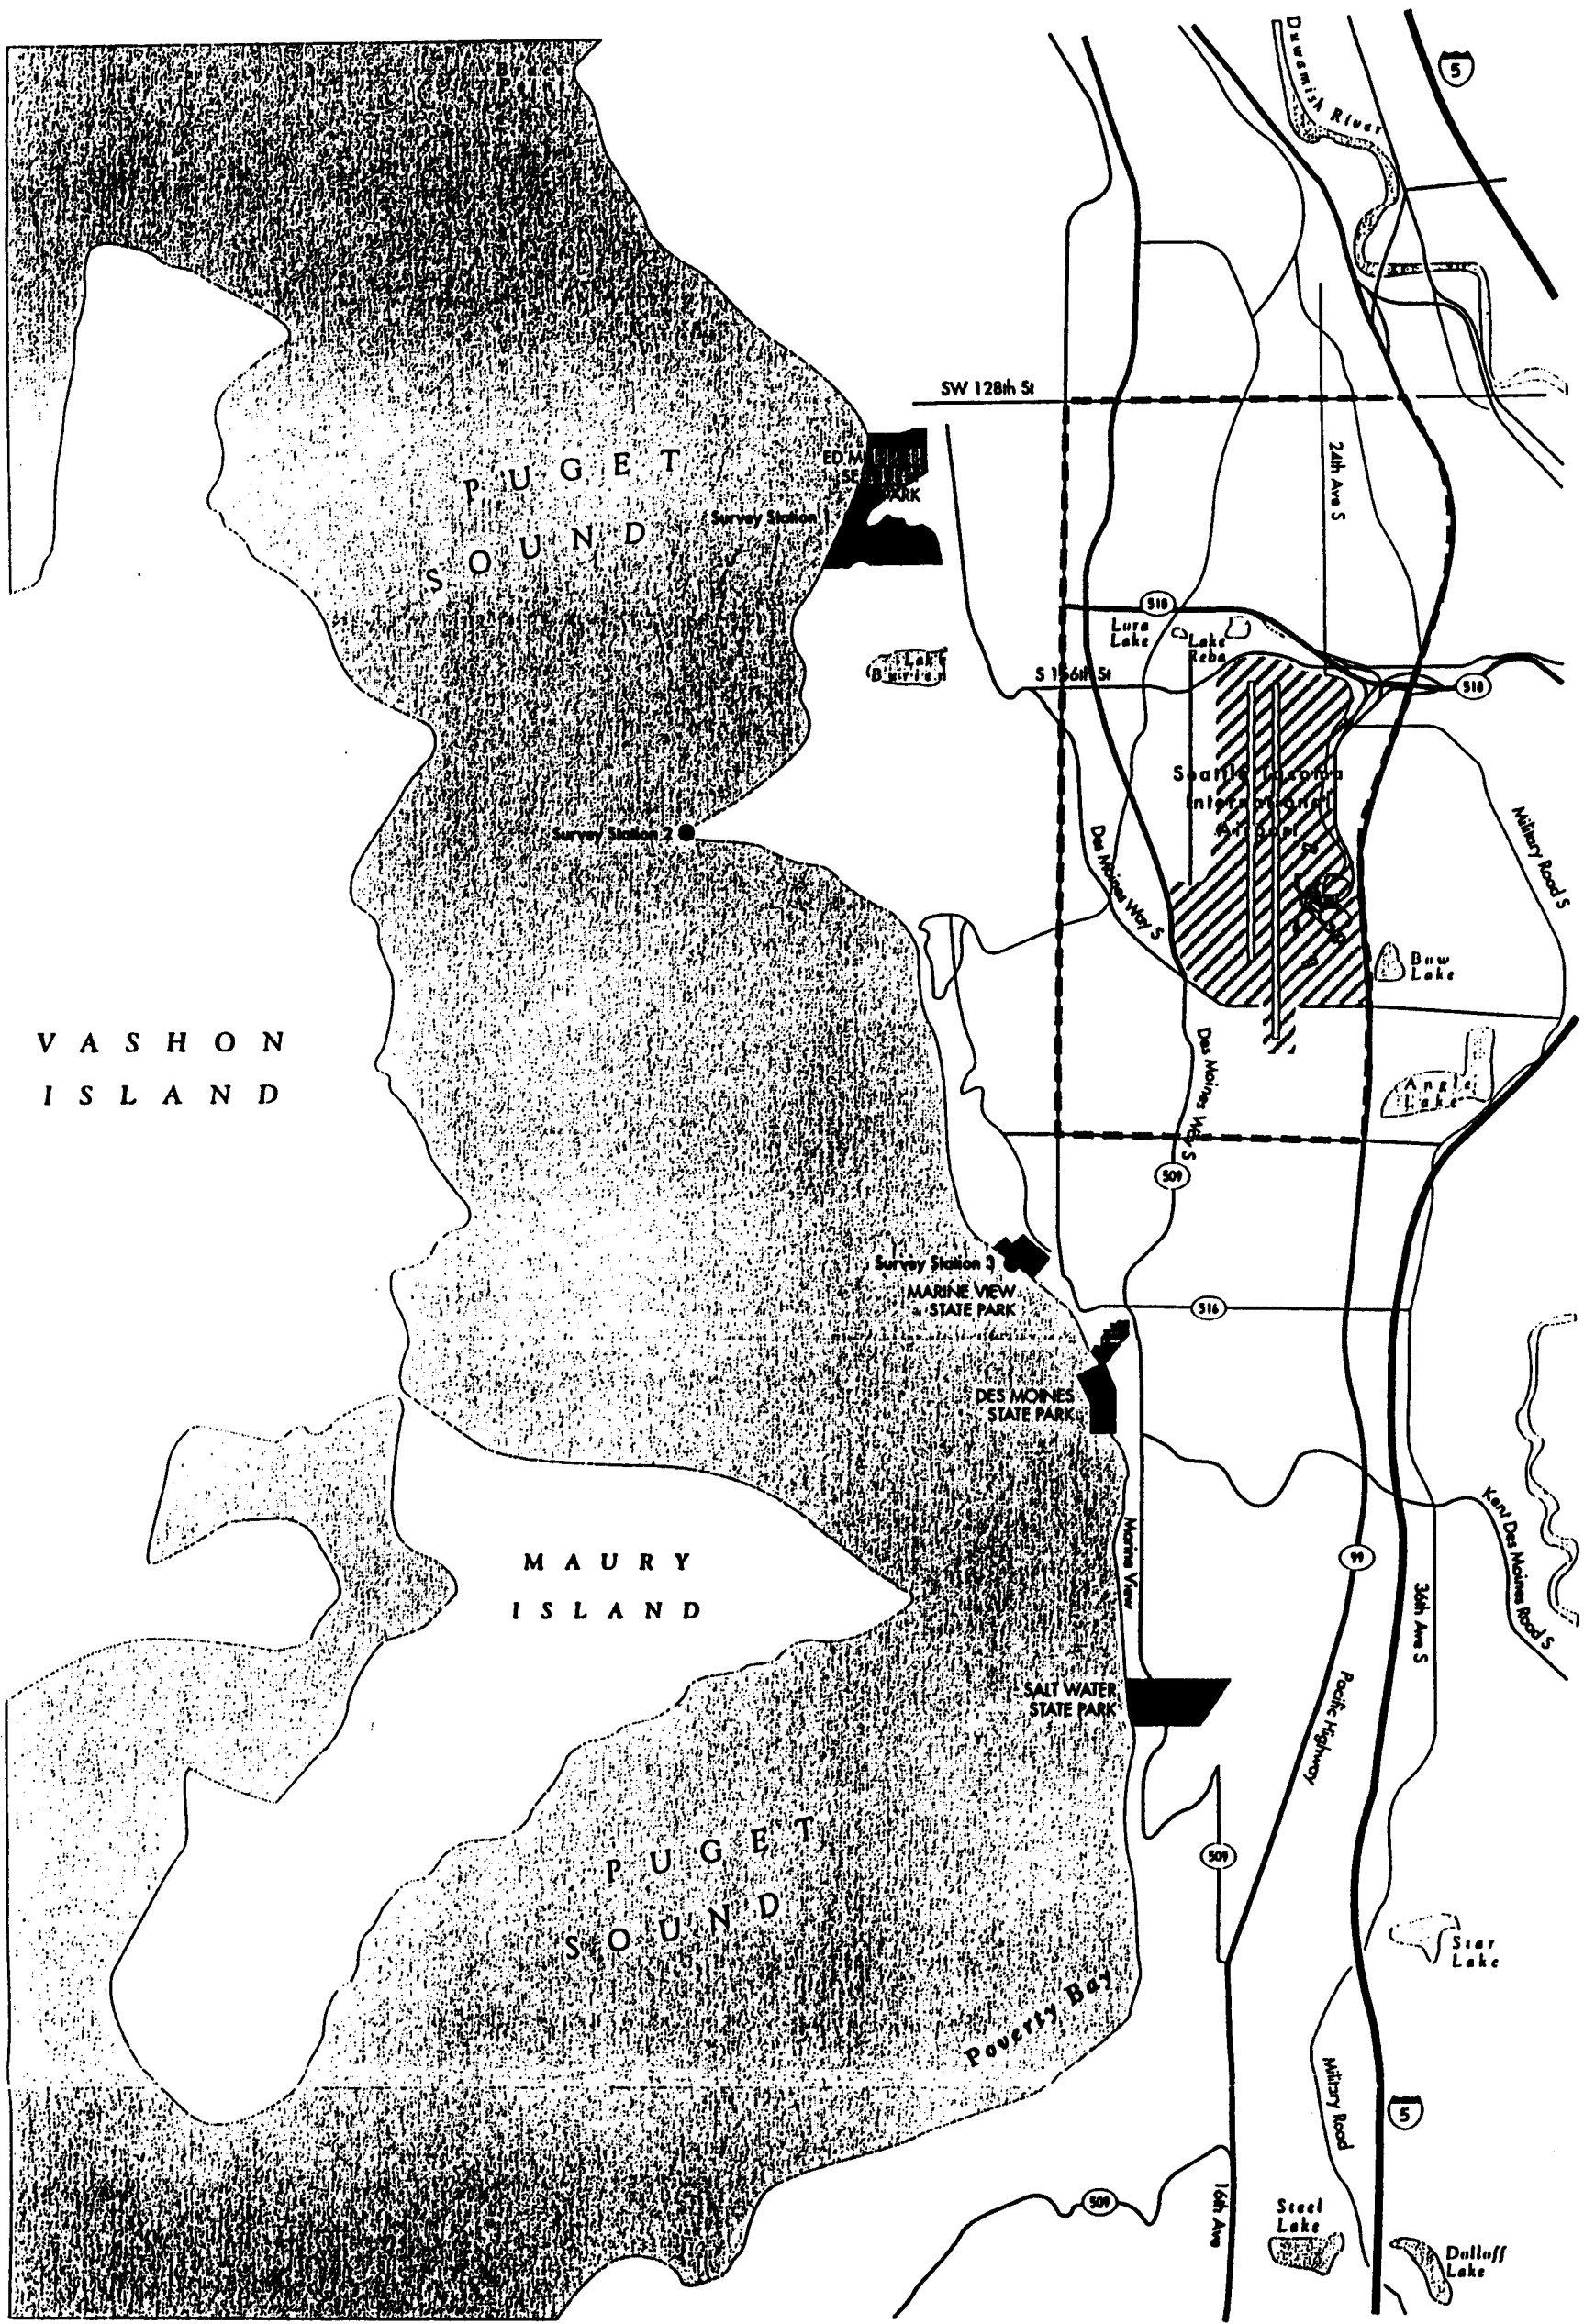 5
Duwamish River
SW 128th St
24th Ave S
PUGET
SOUND
PARK
Survey Station
518
Lora
Lake
Lake
Reba
Lake
Burien
S 156th St
518
Seattle Tacoma
International
Airport
Survey Station 2
Des Moines Way S
Military Road S
Bow
Lake
VASHON
ISLAND
Des Moines Way S
Angle
Lake
509
Survey Station 3
MARINE VIEW
STATE PARK
516
DES MOINES
STATE PARK
Marine View
Kent Des Moines Road S
MAURY
ISLAND
99
36th Ave S
SALT WATER
STATE PARK
Pacific Highway
PUGET
SOUND
509
Star
Lake
Poverty Bay
Military Road
5
509
16th Ave
Steel
Lake
Dolloff
Lake